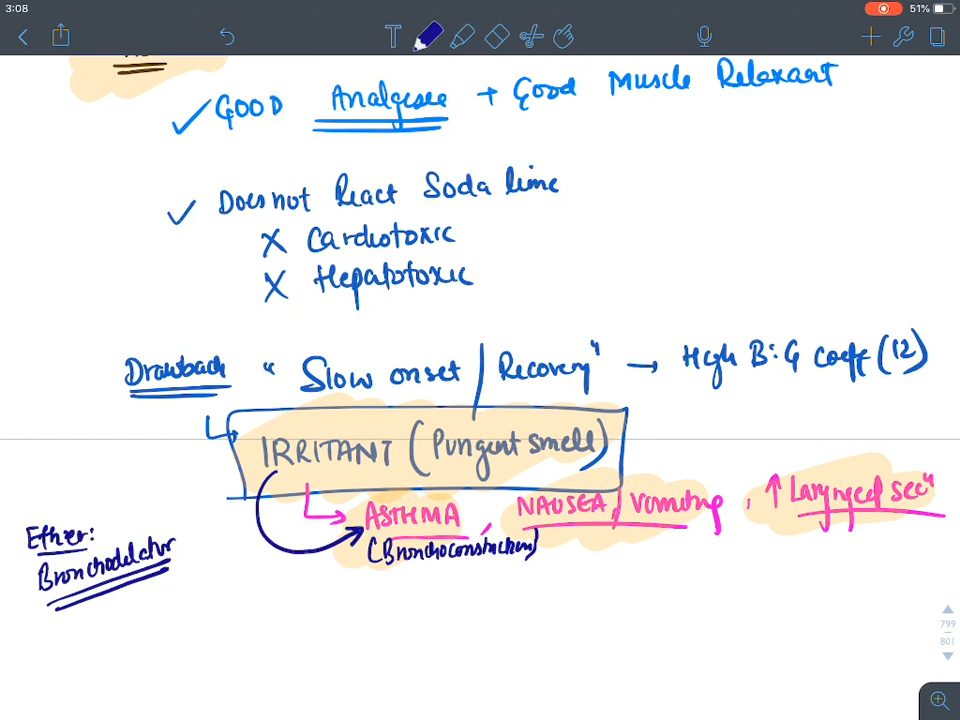 3:08
51%
T
✓ GOOD Analgesic + Good Muscle Relaxant
✓ Does not React Soda lime
X Cardiotoxic
X Hepatotoxic
Drawback " Slow onset / Recovery" → High B:G coeff (12)
IRRITANT (Pungent smell)
ASTHMA, NAUSEA / Vomiting, ↑ Laryngeal secⁿ
(Bronchoconstriction)
Ether:
Bronchodilator
799
801